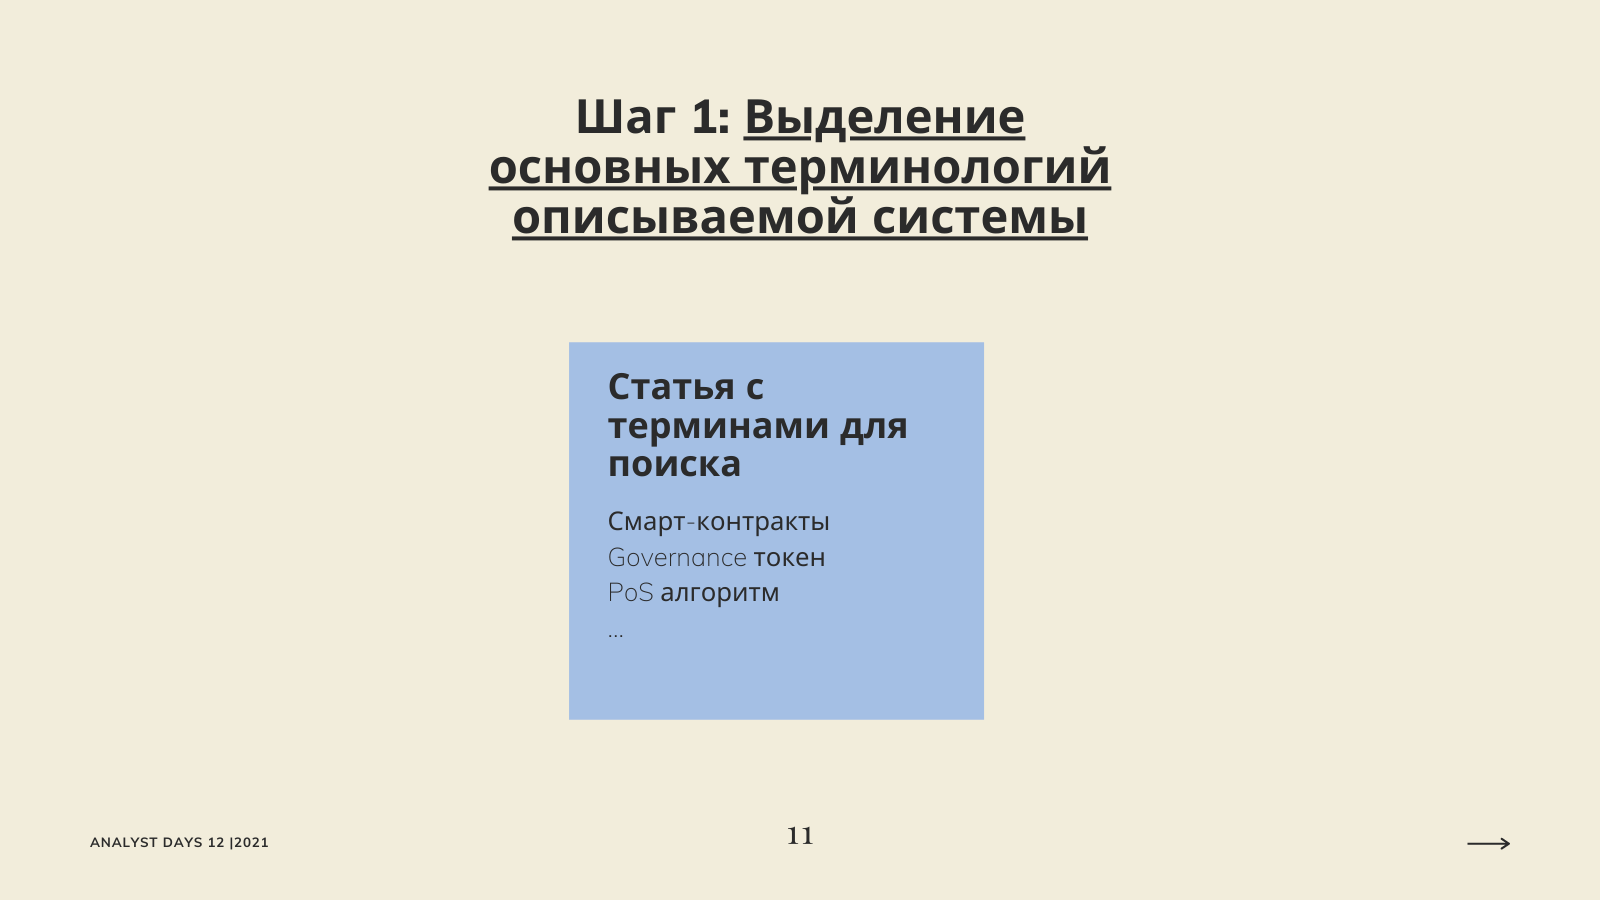 Шаг 1: Выделение
основных терминологий
описываемой системы
Статья с
терминами для
поиска
Смарт-контракты
Governance токен
PoS алгоритм
...
ANALYST DAYS 12 |2021
11